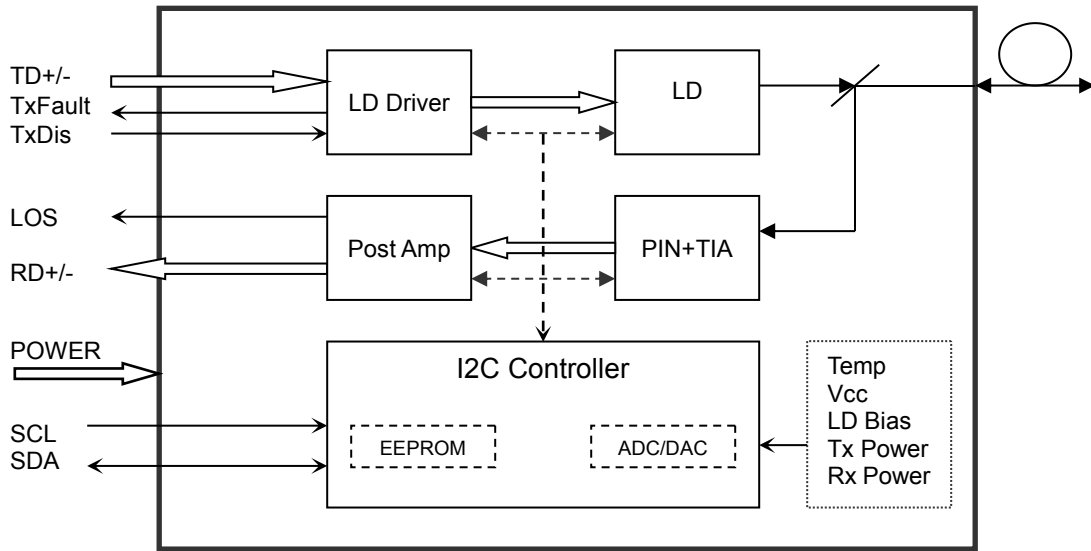 TD+/-
TxFault
TxDis
LD Driver
LD
LOS
RD+/-
Post Amp
PIN+TIA
POWER
SCL
SDA
I2C Controller
EEPROM
ADC/DAC
Temp
Vcc
LD Bias
Tx Power
Rx Power